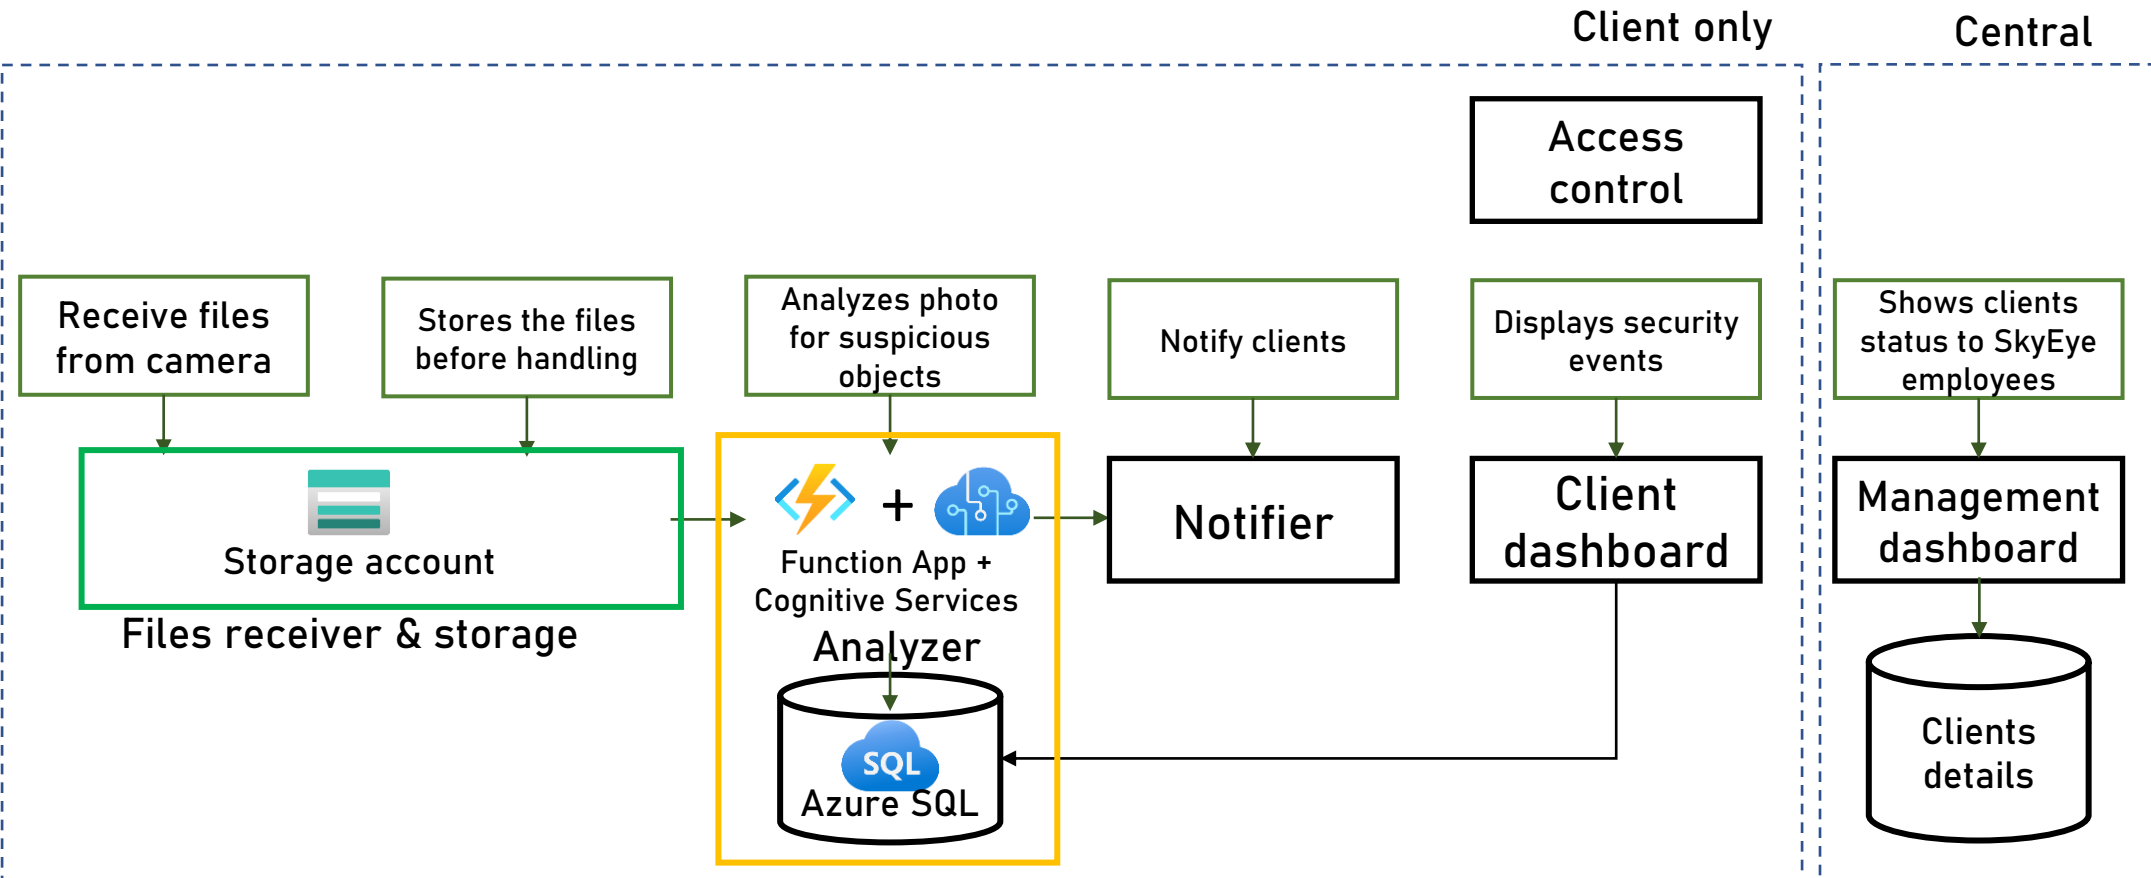 Client only
Central
Access
control
Receive files
from camera
Stores the files
before handling
Analyzes photo
for suspicious
objects
Notify clients
Displays security
events
Shows clients
status to SkyEye
employees
Storage account
Files receiver & storage
+
Function App +
Cognitive Services
Analyzer
SQL
Azure SQL
Notifier
Client
dashboard
Management
dashboard
Clients
details